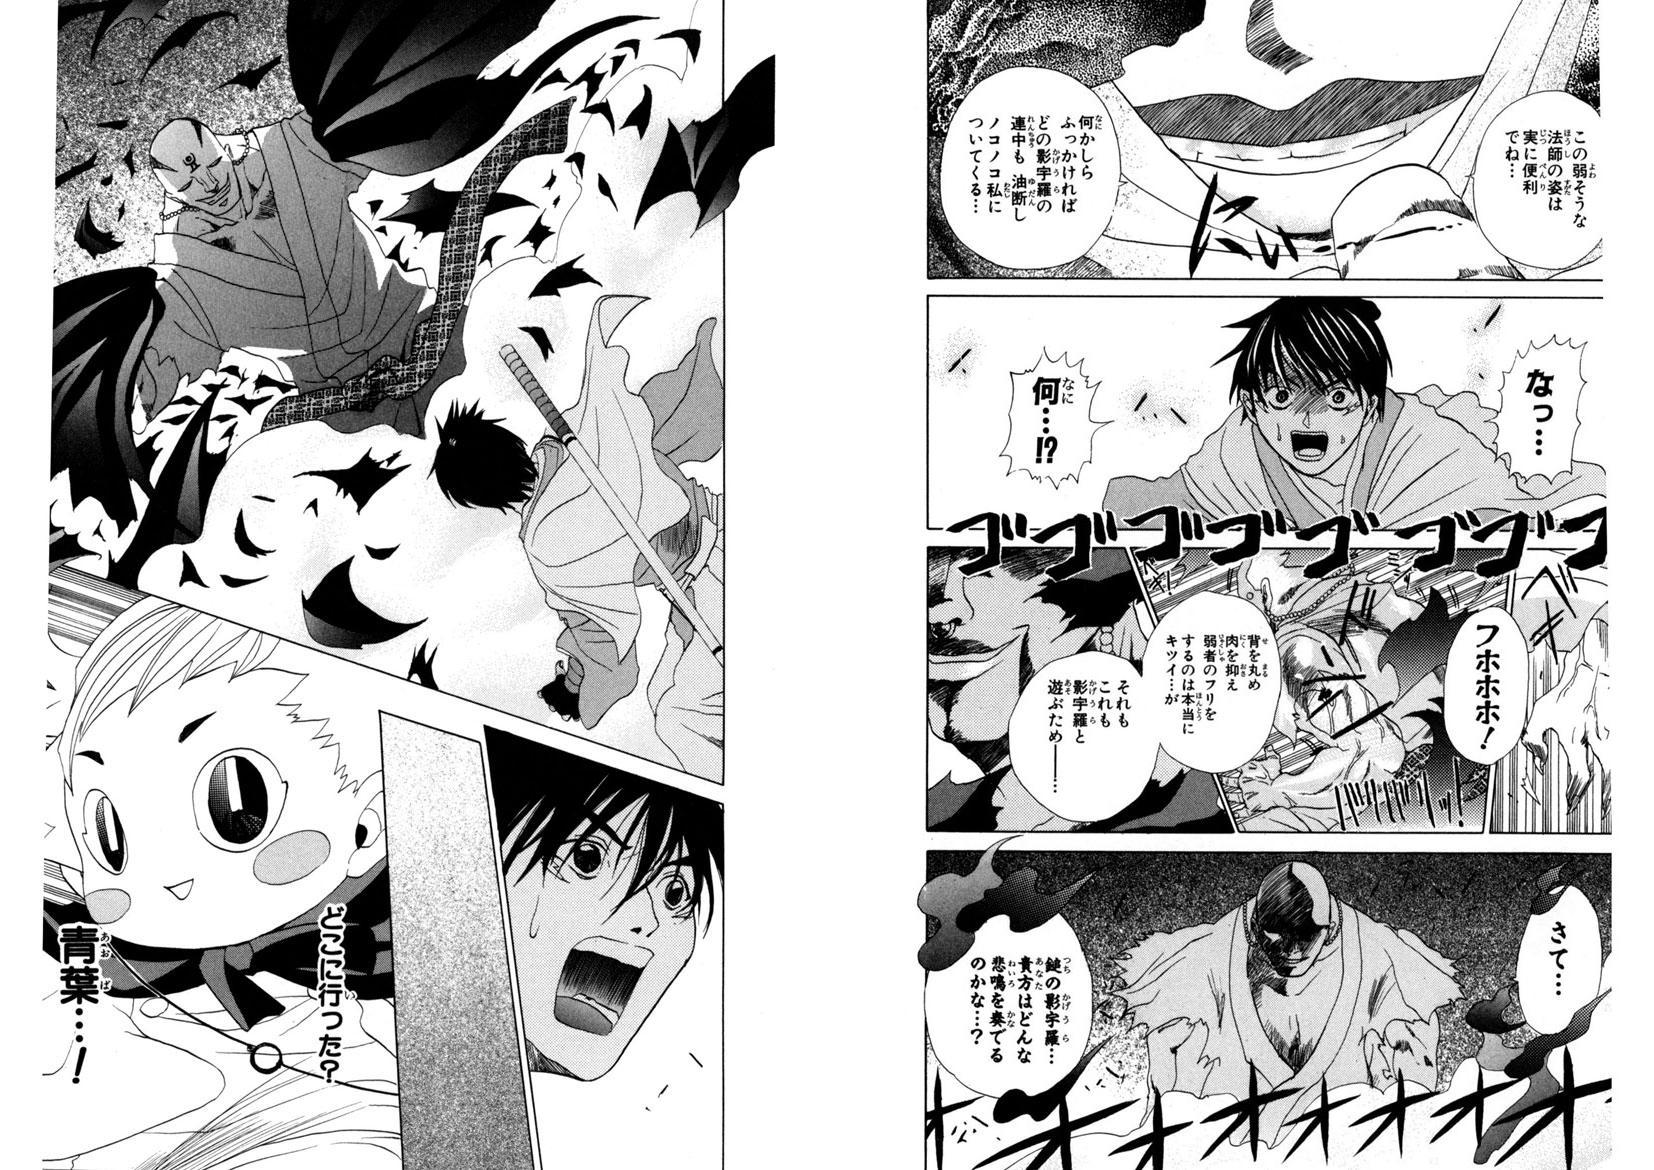 この弱そうな
法師の姿は
実に便利
でね…
何かしら
ふっかければ
どの影宇羅の
連中も油断し
ノコノコ私に
ついてくる…
にぃ
なっ…
何…!?
ゴゴゴゴゴゴゴ
フホホホ!
背を丸め
肉を抑え
弱者のフリを
するのは本当に
キツイ…が
それも
これも
影宇羅と
遊ぶため――…
さて…
鎚の影宇羅…
貴方はどんな
悲鳴を奏でる
のかな…?
オオオオオオオオ
どこに行った?
青葉…!